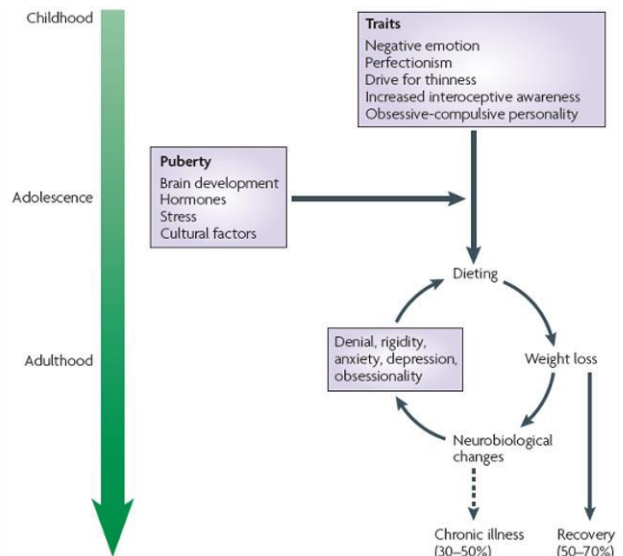 Childhood
Traits
Negative emotion
Perfectionism
Drive for thinness
Increased interoceptive awareness
Obsessive-compulsive personality
Puberty
Brain development
Hormones
Stress
Cultural factors
Adolescence
Dieting
Denial, rigidity,
anxiety, depression,
obsessionality
Adulthood
Weight loss
Neurobiological
changes
Chronic illness
(30–50%)
Recovery
(50–70%)